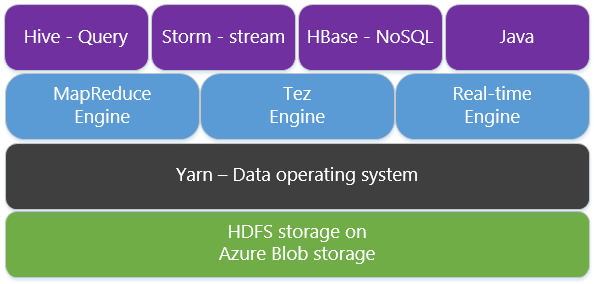 Hive - Query
Storm - stream
HBase - NoSQL
Java
MapReduce
Engine
Tez
Engine
Real-time
Engine
Yarn – Data operating system
HDFS storage on
Azure Blob storage